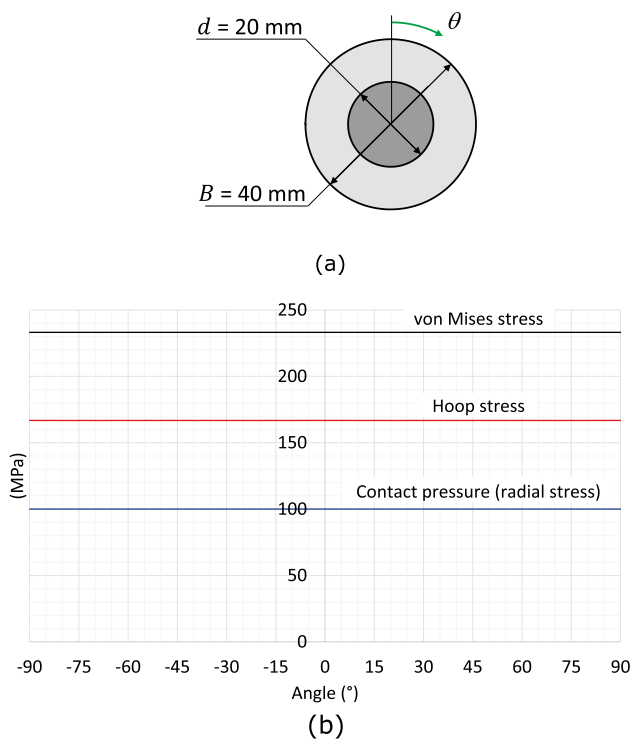 d = 20 mm
θ
B = 40 mm
(a)
250
von Mises stress
200
Hoop stress
150
(MPa)
Contact pressure (radial stress)
100
50
0
-90 -75 -60 -45 -30 -15 0 15 30 45 60 75 90
Angle (°)
(b)